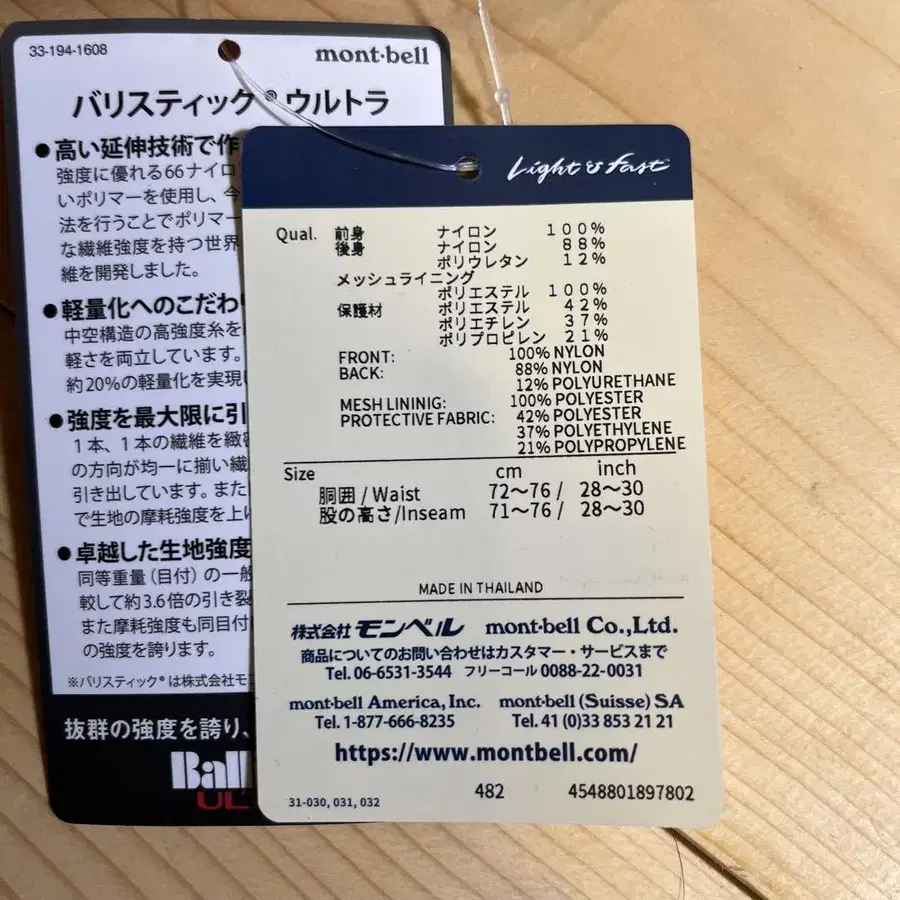 33-194-1608
mont·bell
バリスティック®ウルトラ
●高い延伸技術で作
強度に優れる66ナイロ
いポリマーを使用し、今
法を行うことでポリマー
な繊維強度を持つ世界
維を開発しました。
●軽量化へのこだわ
中空構造の高強度糸を
軽さを両立しています。
約20%の軽量化を実現
●強度を最大限に引
1本、1本の繊維を緻密
の方向が均一に揃い繊
引き出しています。また
で生地の摩耗強度を上
●卓越した生地強度
同等重量(目付)の一般
較して約3.6倍の引き裂
また摩耗強度も同目付
の強度を誇ります。
※バリスティック®は株式会社モン
抜群の強度を誇り、
Ball
UL
Light & Fast
Qual. 前身 ナイロン 100%
後身 ナイロン 88%
ポリウレタン 12%
メッシュライニング
ポリエステル 100%
保護材 ポリエステル 42%
ポリエチレン 37%
ポリプロピレン 21%
FRONT: 100% NYLON
BACK: 88% NYLON
12% POLYURETHANE
MESH LININIG: 100% POLYESTER
PROTECTIVE FABRIC: 42% POLYESTER
37% POLYETHYLENE
21% POLYPROPYLENE
Size cm inch
胴囲/Waist 72〜76/ 28〜30
股の高さ/Inseam 71〜76/ 28〜30
MADE IN THAILAND
株式会社モンベル mont-bell Co.,Ltd.
商品についてのお問い合わせはカスタマー・サービスまで
Tel. 06-6531-3544 フリーコール 0088-22-0031
mont-bell America, Inc. mont-bell (Suisse) SA
Tel. 1-877-666-8235 Tel. 41 (0)33 853 21 21
https://www.montbell.com/
482 4548801897802
31-030, 031, 032